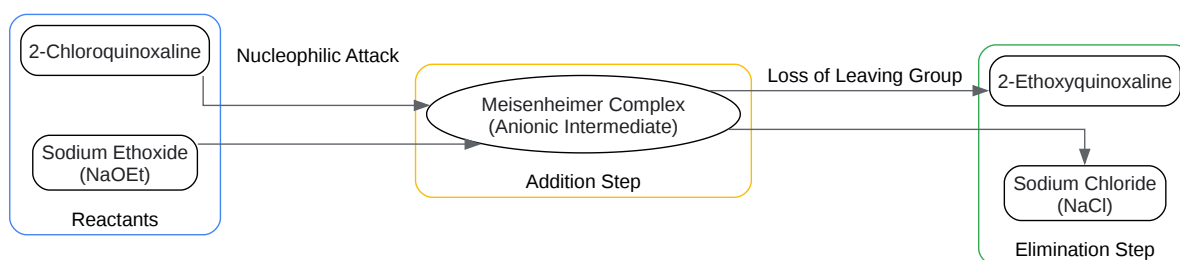 2-Chloroquinoxaline
Nucleophilic Attack
Sodium Ethoxide
(NaOEt)
Reactants
Meisenheimer Complex
(Anionic Intermediate)
Addition Step
Loss of Leaving Group
2-Ethoxyquinoxaline
Sodium Chloride
(NaCl)
Elimination Step